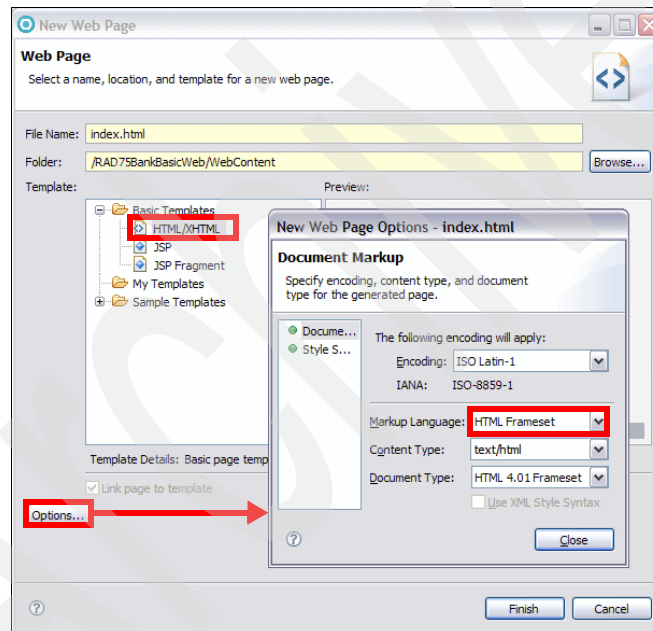 New Web Page
Web Page
Select a name, location, and template for a new web page.
File Name: index.html
Folder: /RAD75BankBasicWeb/WebContent Browse...
Template: Preview:
Basic Templates
HTML/XHTML
JSP
JSP Fragment
My Templates
Sample Templates
Template Details: Basic page temp
Link page to template
Options...
New Web Page Options - index.html
Document Markup
Specify encoding, content type, and document
type for the generated page.
Docume...
Style S...
The following encoding will apply:
Encoding: ISO Latin-1
IANA: ISO-8859-1
Markup Language: HTML Frameset
Content Type: text/html
Document Type: HTML 4.01 Frameset
Use XML Style Syntax
Close
Finish Cancel